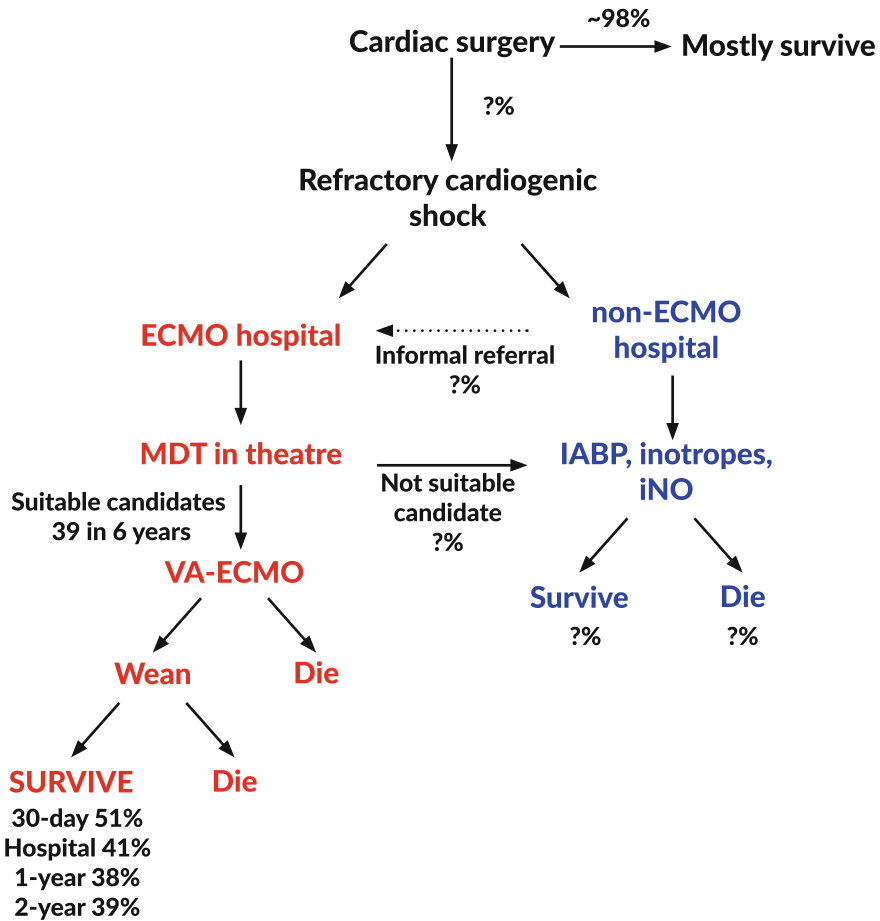 ~98%
Cardiac surgery
Mostly survive
?%
Refractory cardiogenic
shock
ECMO hospital
non-ECMO
hospital
Informal referral
?%
MDT in theatre
IABP, inotropes,
iNO
Suitable candidates
39 in 6 years
Not suitable
candidate
?%
VA-ECMO
Survive
Die
?%
?%
Wean
Die
SURVIVE
Die
30-day 51%
Hospital 41%
1-year 38%
2-year 39%